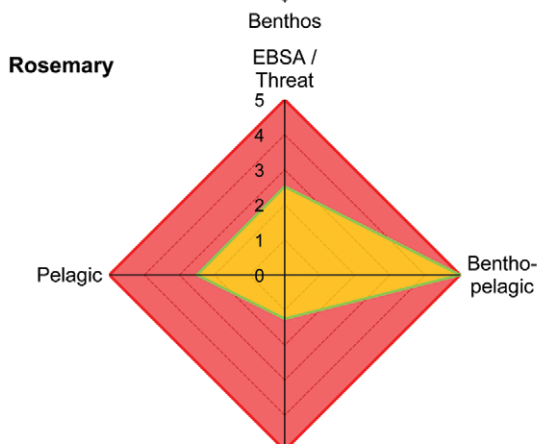 Benthos
Rosemary
EBSA /
Threat
5
4
3
2
1
0
Pelagic
Bentho-
pelagic